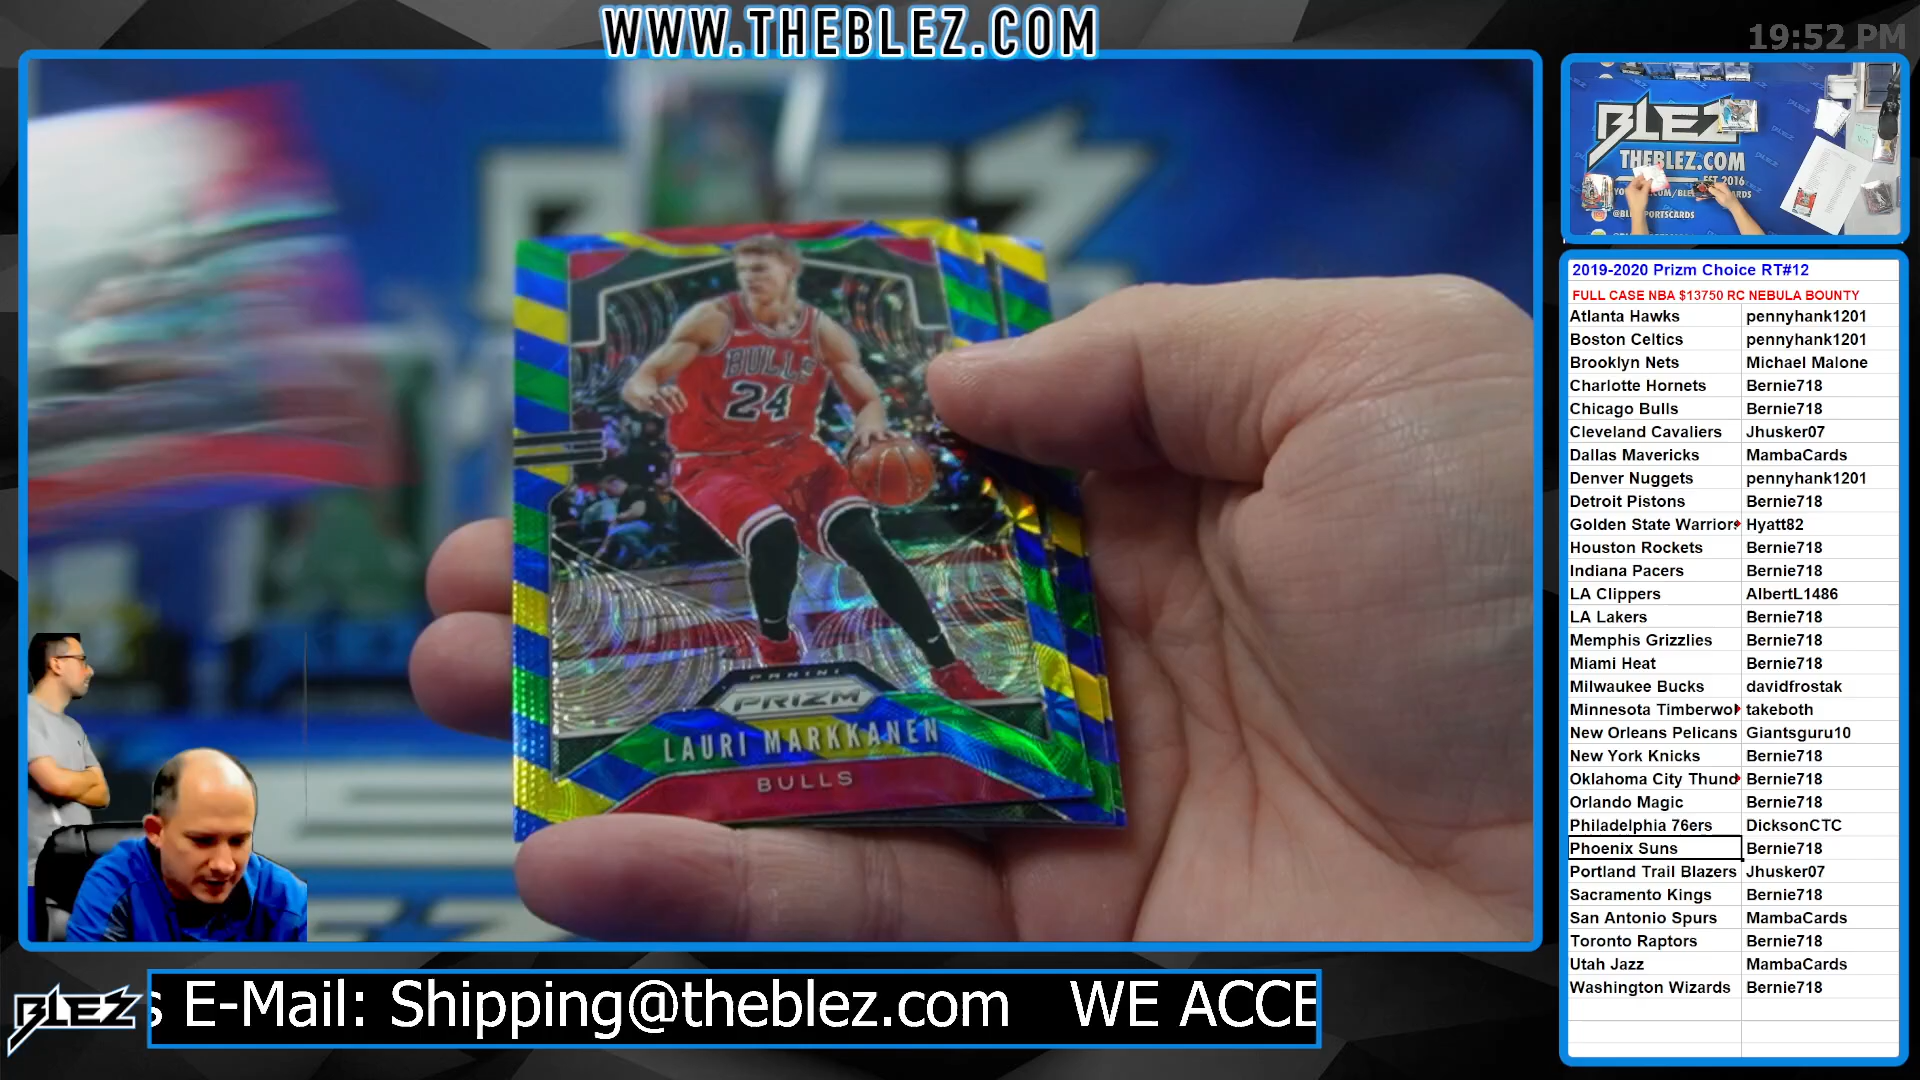 WWW.THEBLEZ.COM
19:52 PM
BLEZ
THEBLEZ.COM
EST 2016
BULLS
24
PANINI
PRIZM
LAURI MARKKANEN
BULLS
2019-2020 Prizm Choice RT#12
FULL CASE NBA $13750 RC NEBULA BOUNTY
Atlanta Hawks pennyhank1201
Boston Celtics pennyhank1201
Brooklyn Nets Michael Malone
Charlotte Hornets Bernie718
Chicago Bulls Bernie718
Cleveland Cavaliers Jhusker07
Dallas Mavericks MambaCards
Denver Nuggets pennyhank1201
Detroit Pistons Bernie718
Golden State Warriors Hyatt82
Houston Rockets Bernie718
Indiana Pacers Bernie718
LA Clippers AlbertL1486
LA Lakers Bernie718
Memphis Grizzlies Bernie718
Miami Heat Bernie718
Milwaukee Bucks davidfrostak
Minnesota Timberwol takeboth
New Orleans Pelicans Giantsguru10
New York Knicks Bernie718
Oklahoma City Thund Bernie718
Orlando Magic Bernie718
Philadelphia 76ers DicksonCTC
Phoenix Suns Bernie718
Portland Trail Blazers Jhusker07
Sacramento Kings Bernie718
San Antonio Spurs MambaCards
Toronto Raptors Bernie718
Utah Jazz MambaCards
Washington Wizards Bernie718
BLEZ
s E-Mail: Shipping@theblez.com WE ACCE